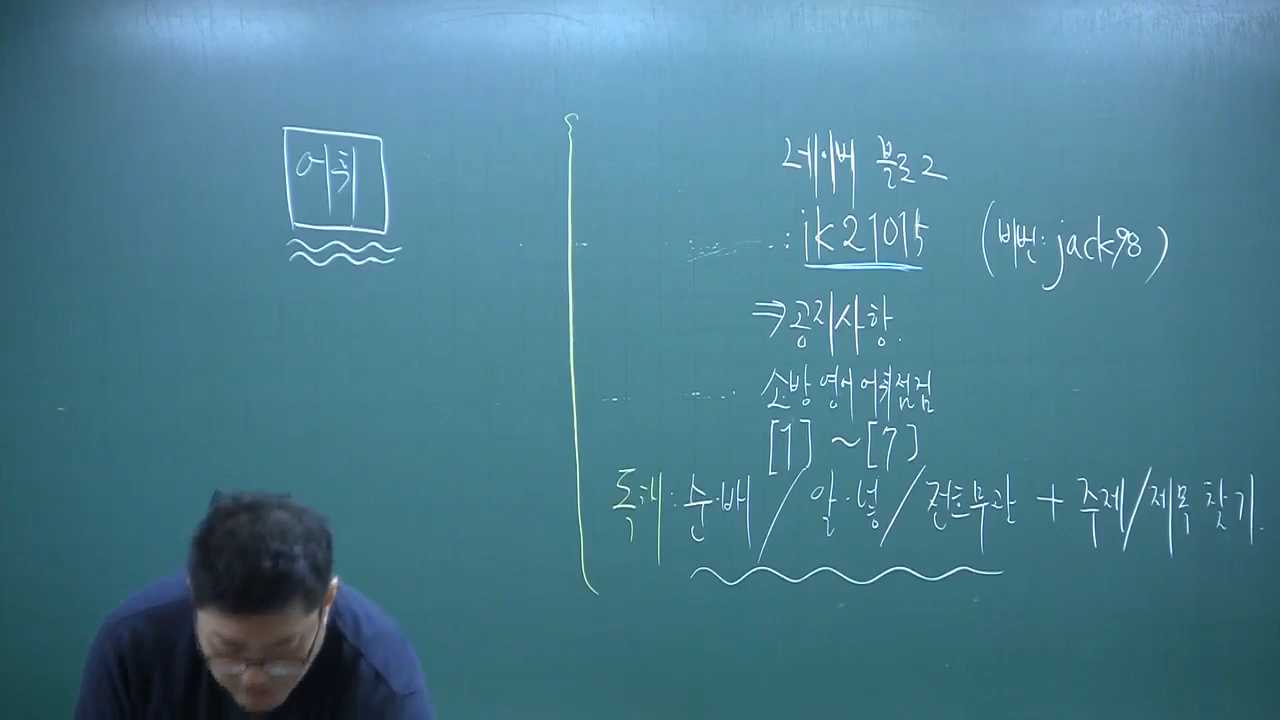 어휘
네이버 블로그
: ik21015 (비번: jack98)
⇒ 공지사항.
소방 영어 어휘점검
[1] ~ [7]
독해: 순·배 / 알·넣 / 전흐무관 + 주제/제목 찾기.